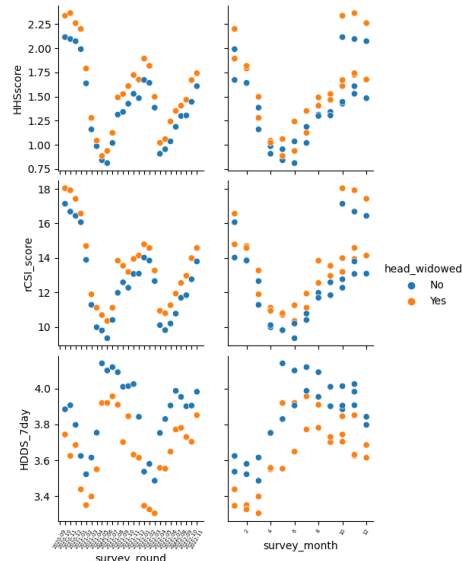 HHSscore
2.25
2.00
1.75
1.50
1.25
1.00
0.75
rCSI_score
18
16
14
12
10
head_widowed
No
Yes
HDDS_7day
4.0
3.8
3.6
3.4
2 4 6 8 10 12
survey_round
survey_month